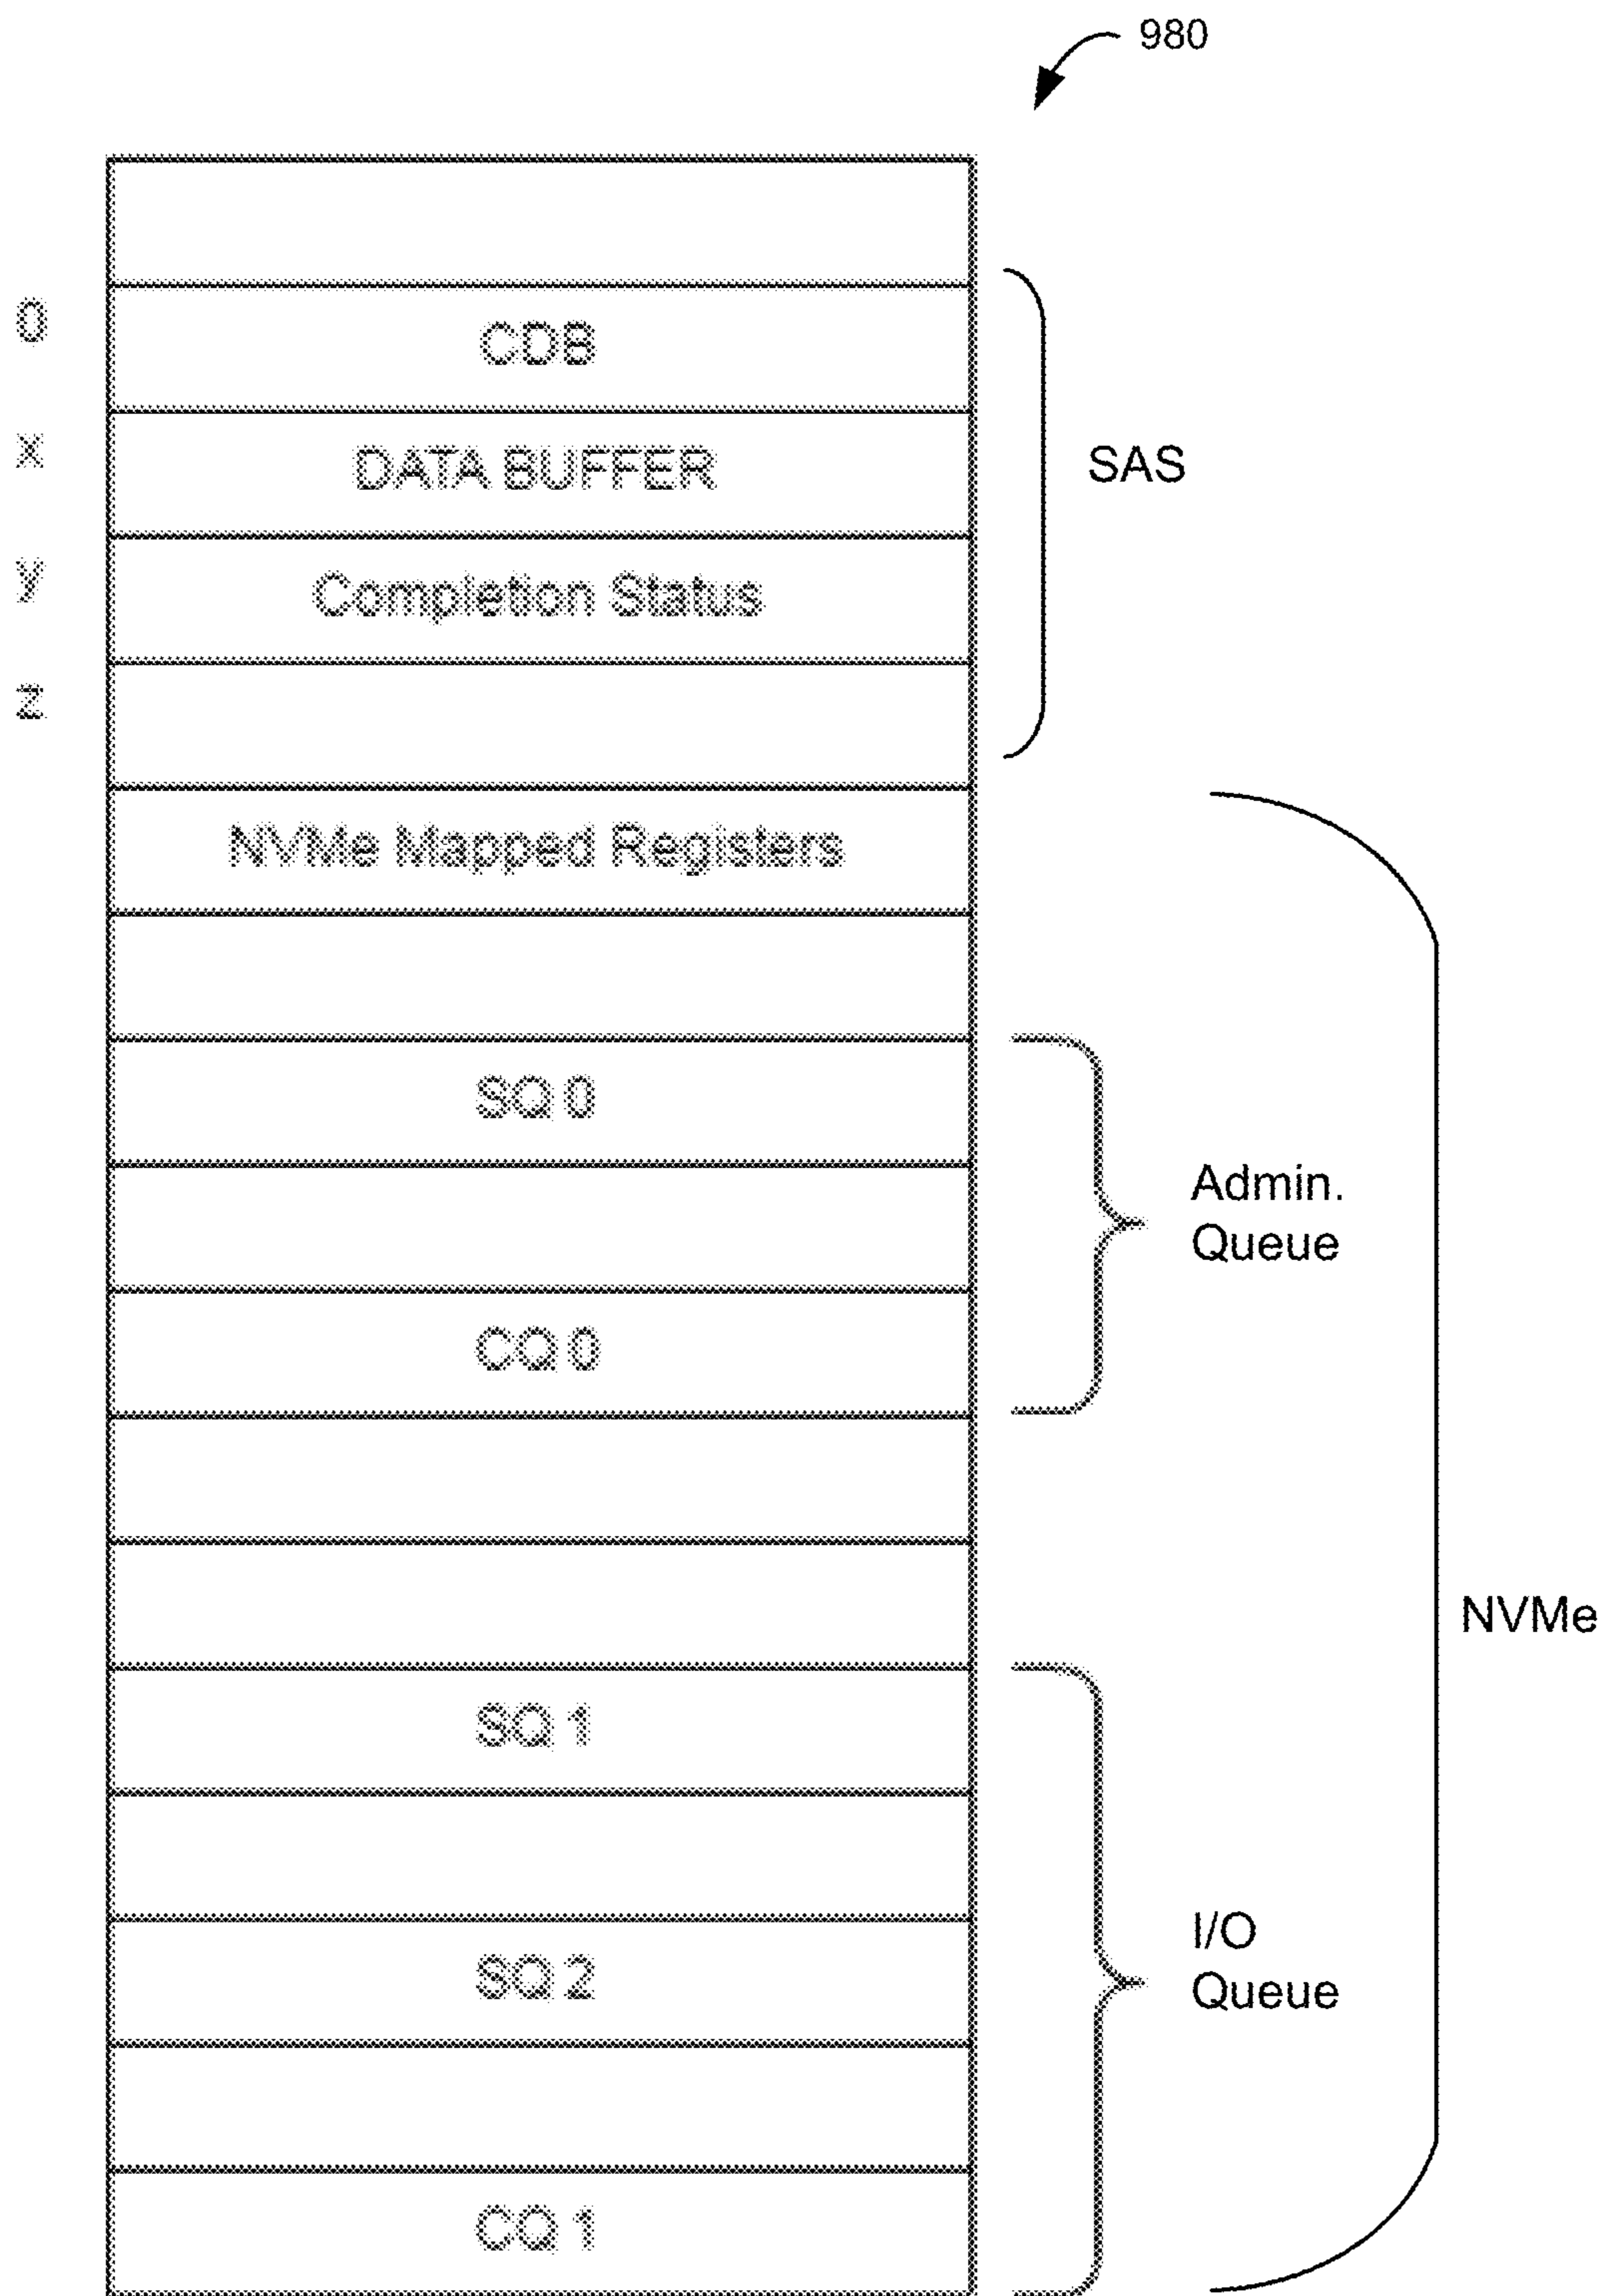 980
0
CDB
x
DATA BUFFER
SAS
y
Completion Status
z
NVMe Mapped Registers
SQ 0
Admin.
Queue
CQ 0
NVMe
SQ 1
I/O
Queue
SQ 2
CQ 1